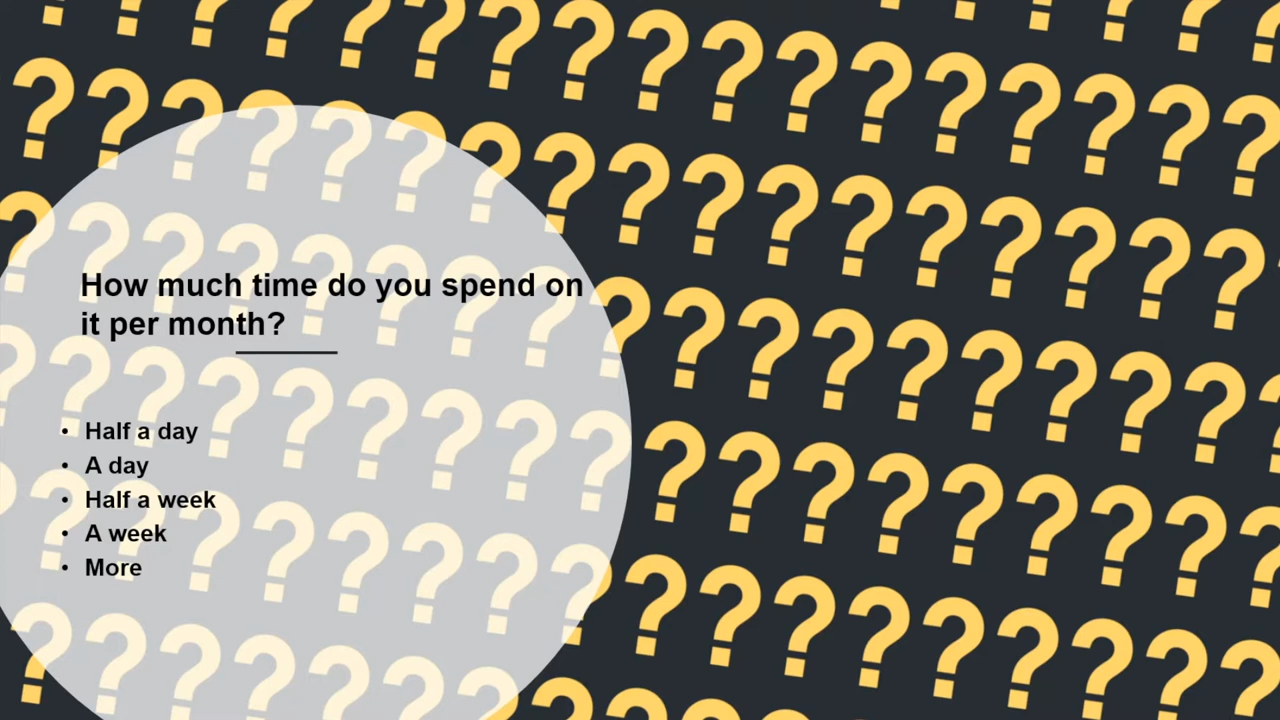 How much time do you spend on
it per month?
• Half a day
• A day
• Half a week
• A week
• More